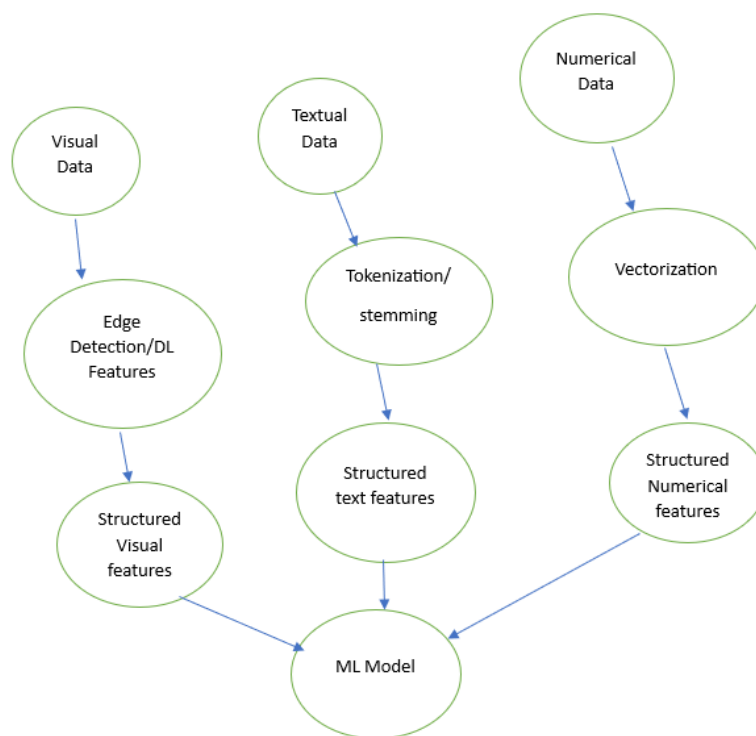 Numerical
Data
Textual
Data
Visual
Data
Vectorization
Tokenization/
stemming
Edge
Detection/DL
Features
Structured
Numerical
features
Structured
text features
Structured
Visual
features
ML Model